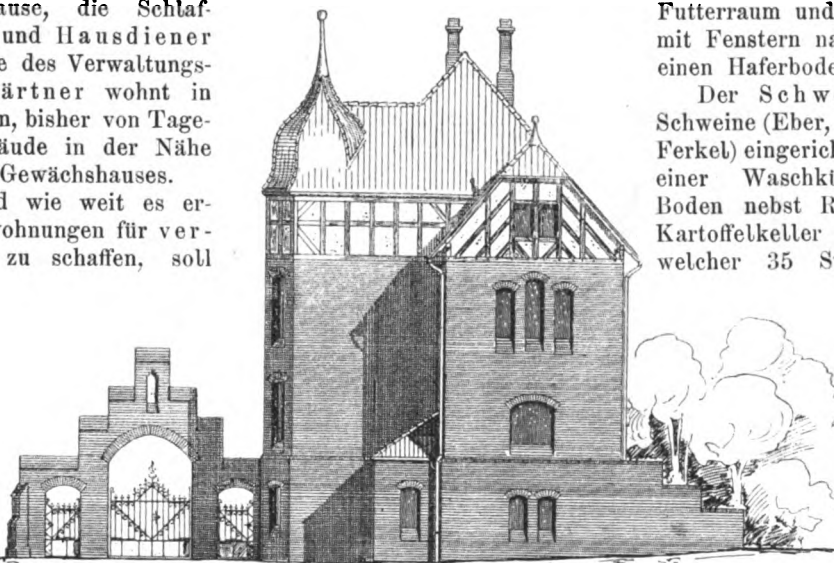 ause, die Schlaf-
und Hausdiener
e des Verwaltungs-
ärtner wohnt in
n, bisher von Tage-
äude in der Nähe
Gewächshauses.
d wie weit es er-
wohnungen für ver-
zu schaffen, soll
Futterraum und
mit Fenstern na
einen Haferbode
Der Schw
Schweine (Eber,
Ferkel) eingerich
einer Waschkü
Boden nebst R
Kartoffelkeller
welcher 35 S